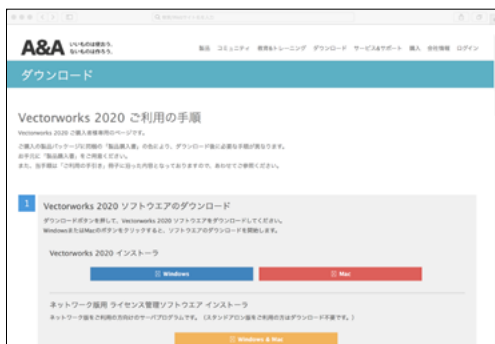 A&A いいものは使おう。
ないものは作ろう。
製品 コミュニティ 教育&トレーニング ダウンロード サービス&サポート 購入 会社情報 ログイン
ダウンロード
Vectorworks 2020 ご利用の手順
Vectorworks 2020 ご購入者様専用のページです。
ご購入の製品パッケージに同梱の「製品購入書」の色により、ダウンロード後に必要な手順が異なります。
お手元に「製品購入書」をご用意ください。
また、当手順は「ご利用の手引き」冊子に沿った内容となっておりますので、あわせてご参照ください。
1 Vectorworks 2020 ソフトウエアのダウンロード
ダウンロードボタンを押して、Vectorworks 2020 ソフトウエアをダウンロードしてください。
WindowsまたはMacのボタンをクリックすると、ソフトウエアのダウンロードを開始します。
Vectorworks 2020 インストーラ
Windows
Mac
ネットワーク版用 ライセンス管理ソフトウエア インストーラ
ネットワーク版をご利用の方向けのサーバプログラムです。（スタンドアロン版をご利用の方はダウンロード不要です。）
Windows & Mac